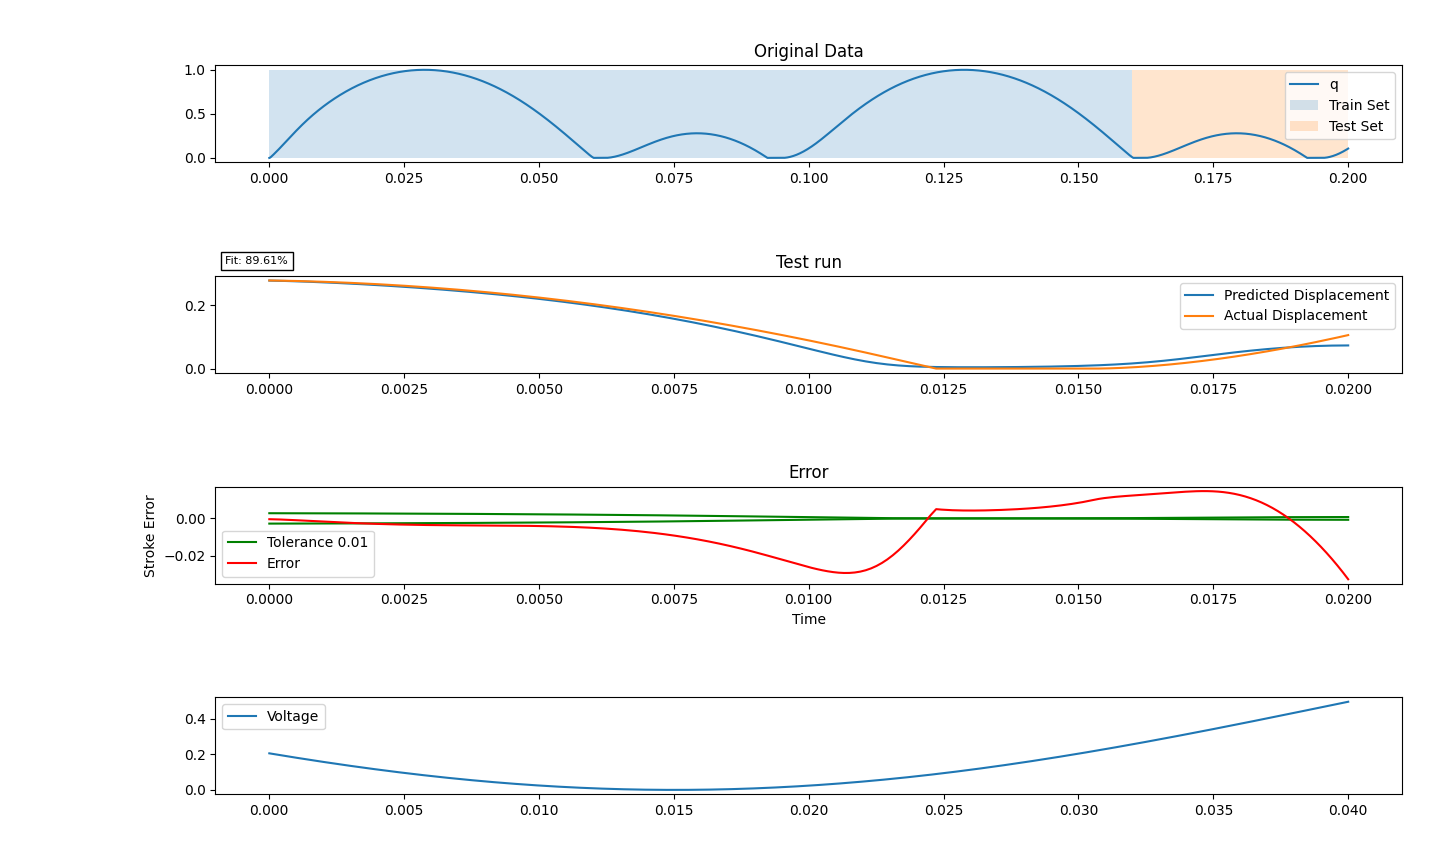 Original Data
1.0
0.5
0.0
q
Train Set
Test Set
0.000 0.025 0.050 0.075 0.100 0.125 0.150 0.175 0.200
Fit: 89.61%
Test run
0.2
0.0
Predicted Displacement
Actual Displacement
0.0000 0.0025 0.0050 0.0075 0.0100 0.0125 0.0150 0.0175 0.0200
Error
Stroke Error
0.00
−0.02
Tolerance 0.01
Error
0.0000 0.0025 0.0050 0.0075 0.0100 0.0125 0.0150 0.0175 0.0200
Time
0.4
0.2
0.0
Voltage
0.000 0.005 0.010 0.015 0.020 0.025 0.030 0.035 0.040